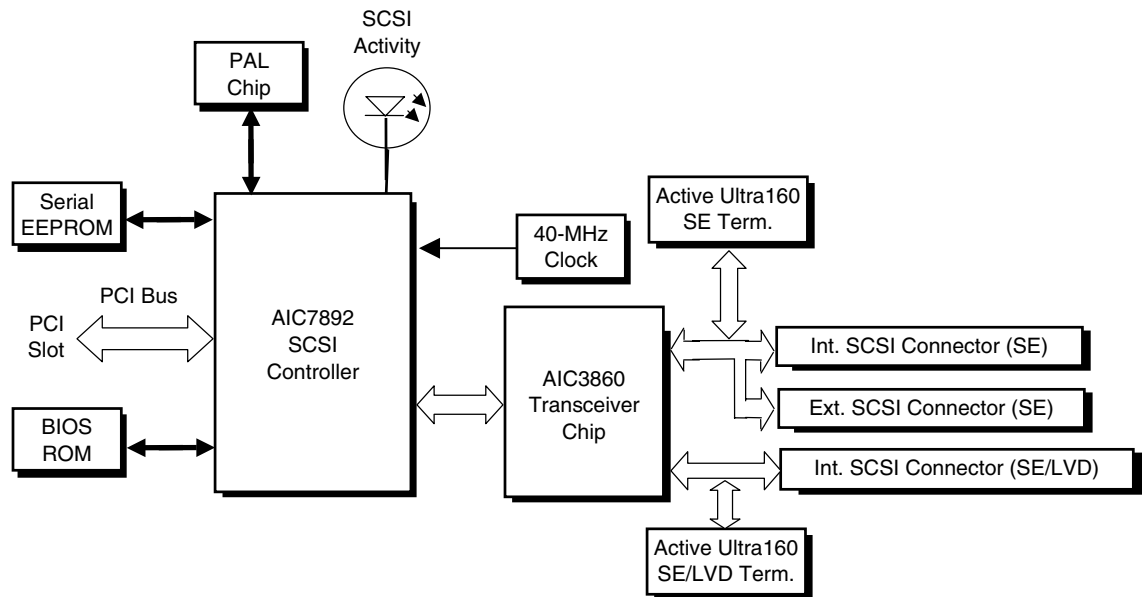 SCSI
Activity
PAL
Chip
Serial
EEPROM
Active Ultra160
SE Term.
40-MHz
Clock
PCI Bus
PCI
Slot
AIC7892
SCSI
Controller
AIC3860
Transceiver
Chip
Int. SCSI Connector (SE)
Ext. SCSI Connector (SE)
BIOS
ROM
Int. SCSI Connector (SE/LVD)
Active Ultra160
SE/LVD Term.